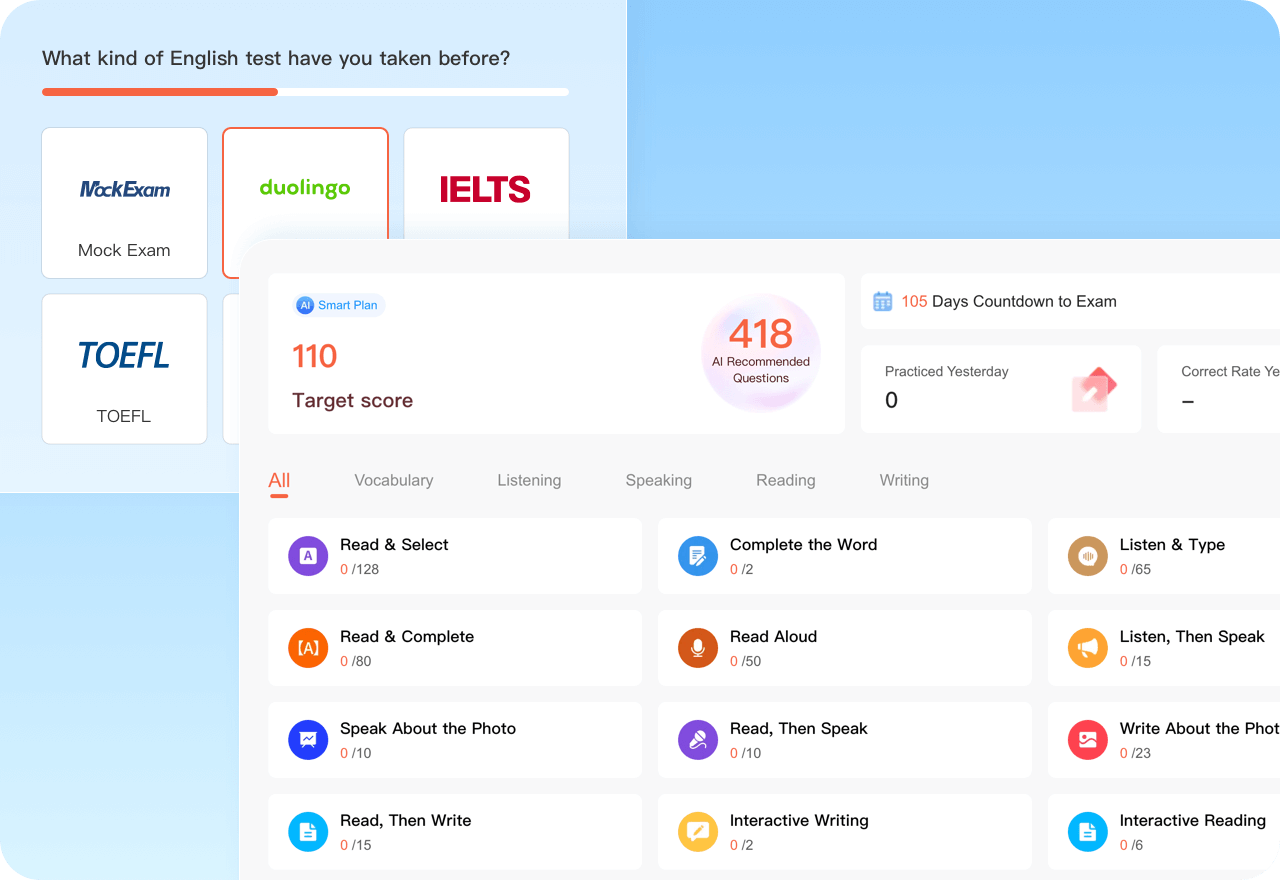 What kind of English test have you taken before?
MockExam
duolingo
IELTS
Mock Exam
TOEFL
TOEFL
AI Smart Plan
110
Target score
418
AI Recommended
Questions
105 Days Countdown to Exam
Practiced Yesterday
0
Correct Rate Ye
–
All
Vocabulary
Listening
Speaking
Reading
Writing
A
Read & Select
0 /128
Complete the Word
0 /2
Listen & Type
0 /65
[A]
Read & Complete
0 /80
Read Aloud
0 /50
Listen, Then Speak
0 /15
Speak About the Photo
0 /10
Read, Then Speak
0 /10
Write About the Phot
0 /23
Read, Then Write
0 /15
Interactive Writing
0 /2
Interactive Reading
0 /6